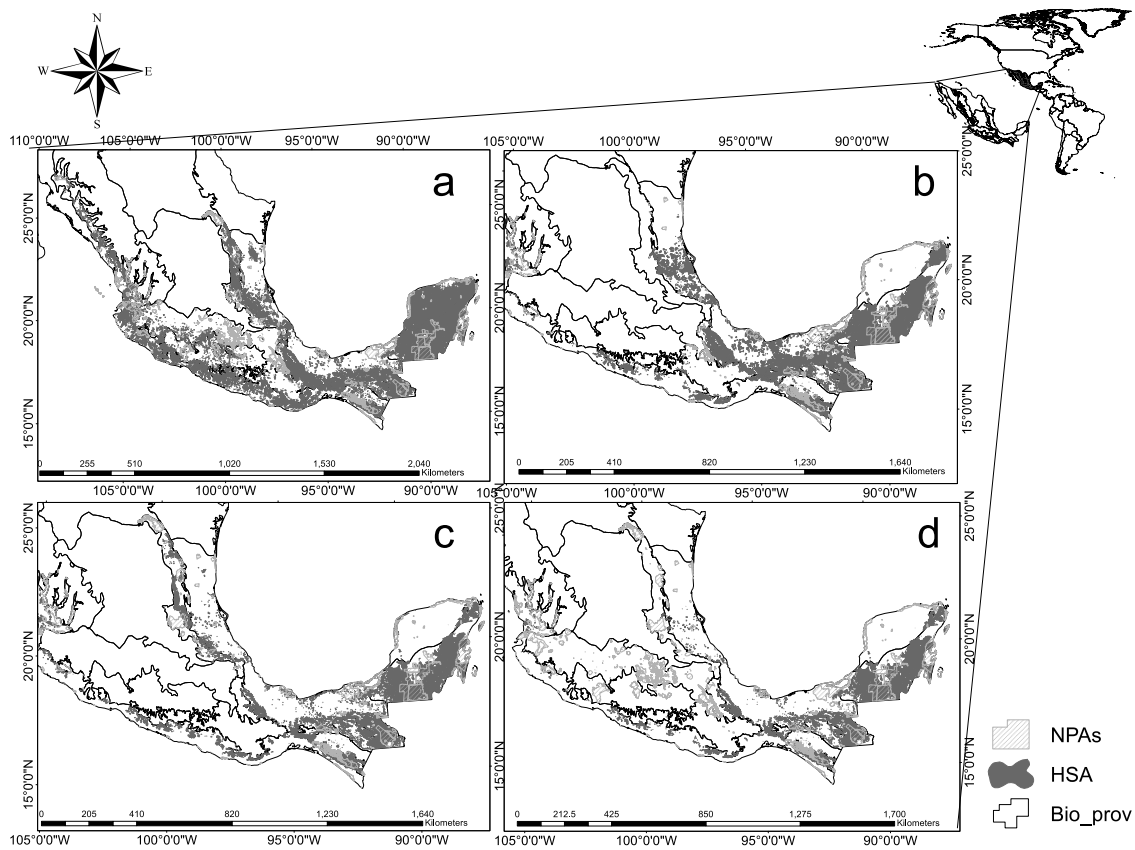 N
W E
S
110°0'0"W 105°0'0"W 100°0'0"W 95°0'0"W 90°0'0"W
105°0'0"W 100°0'0"W 95°0'0"W 90°0'0"W
25°0'0"N
20°0'0"N
15°0'0"N
a
0 255 510 1,020 1,530 2,040
Kilometers
25°0'0"N
20°0'0"N
15°0'0"N
b
25°0'0"N
20°0'0"N
15°0'0"N
0 205 410 820 1,230 1,640
Kilometers
105°0'0"W 100°0'0"W 95°0'0"W 90°0'0"W
105°0'0"W 100°0'0"W 95°0'0"W 90°0'0"W
25°0'0"N
20°0'0"N
15°0'0"N
c
0 205 410 820 1,230 1,640
Kilometers
25°0'0"N
20°0'0"N
15°0'0"N
d
25°0'0"N
20°0'0"N
15°0'0"N
0 212.5 425 850 1,275 1,700
Kilometers
105°0'0"W 100°0'0"W 95°0'0"W 90°0'0"W
100°0'0"W 95°0'0"W 90°0'0"W
NPAs
HSA
Bio_prov